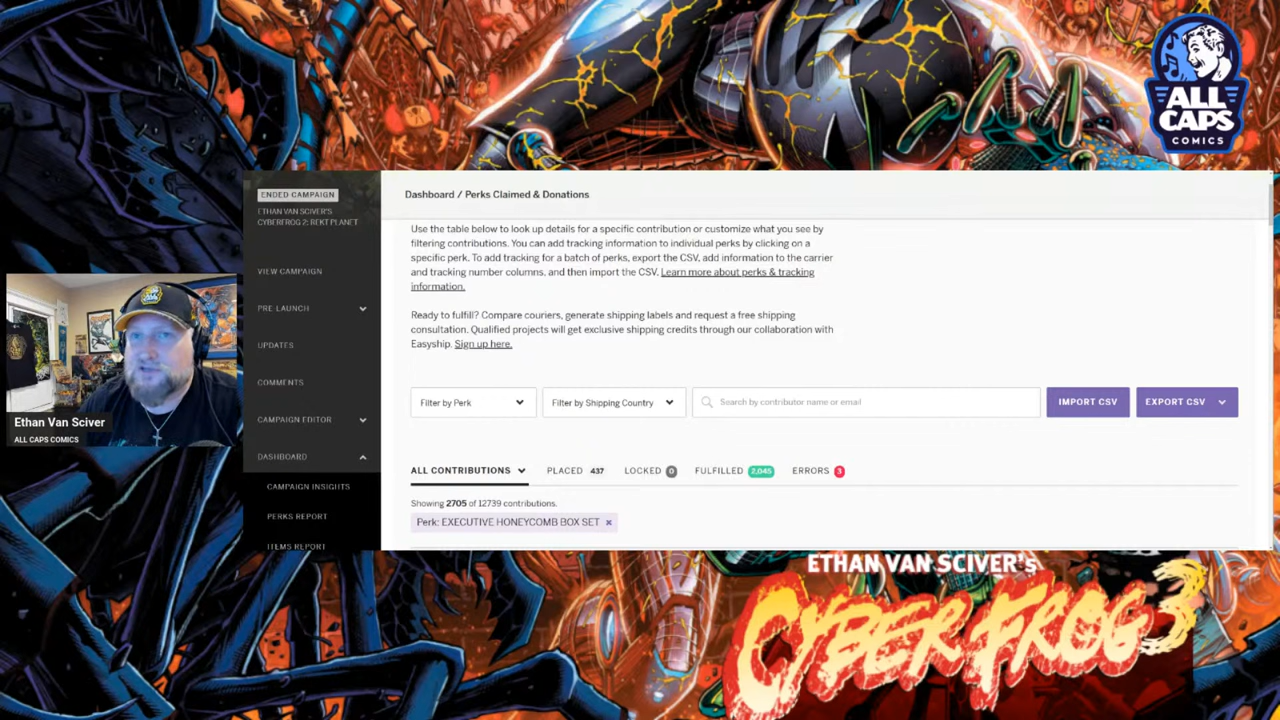 ALL
CAPS
COMICS
ENDED CAMPAIGN
ETHAN VAN SCIVER'S
CYBERFROG 2: REKT PLANET
VIEW CAMPAIGN
PRE-LAUNCH
UPDATES
COMMENTS
CAMPAIGN EDITOR
DASHBOARD
CAMPAIGN INSIGHTS
PERKS REPORT
ITEMS REPORT
Dashboard / Perks Claimed & Donations
Use the table below to look up details for a specific contribution or customize what you see by
filtering contributions. You can add tracking information to individual perks by clicking on a
specific perk. To add tracking for a batch of perks, export the CSV, add information to the carrier
and tracking number columns, and then import the CSV. Learn more about perks & tracking
information.
Ready to fulfill? Compare couriers, generate shipping labels and request a free shipping
consultation. Qualified projects will get exclusive shipping credits through our collaboration with
Easyship. Sign up here.
Filter by Perk
Filter by Shipping Country
Search by contributor name or email
IMPORT CSV
EXPORT CSV
ALL CONTRIBUTIONS PLACED 437 LOCKED 0 FULFILLED 2,045 ERRORS 3
Showing 2705 of 12739 contributions.
Perk: EXECUTIVE HONEYCOMB BOX SET ×
Ethan Van Sciver
ALL CAPS COMICS
ETHAN VAN SCIVER's
CYBERFROG 3